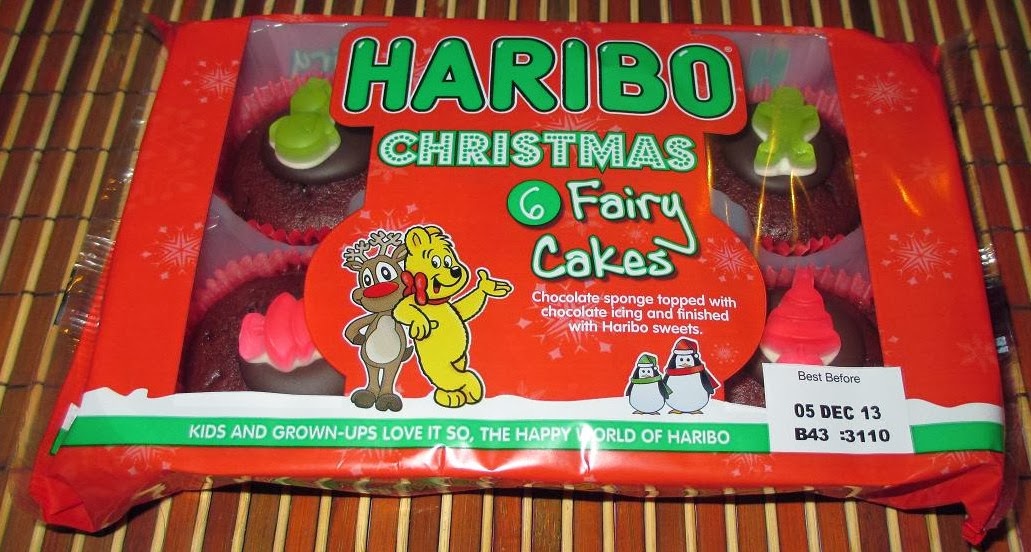 HARIBO
CHRISTMAS
6 Fairy
Cakes
Chocolate sponge topped with
chocolate icing and finished
with Haribo sweets.
Best Before
05 DEC 13
B43 :3110
KIDS AND GROWN-UPS LOVE IT SO, THE HAPPY WORLD OF HARIBO